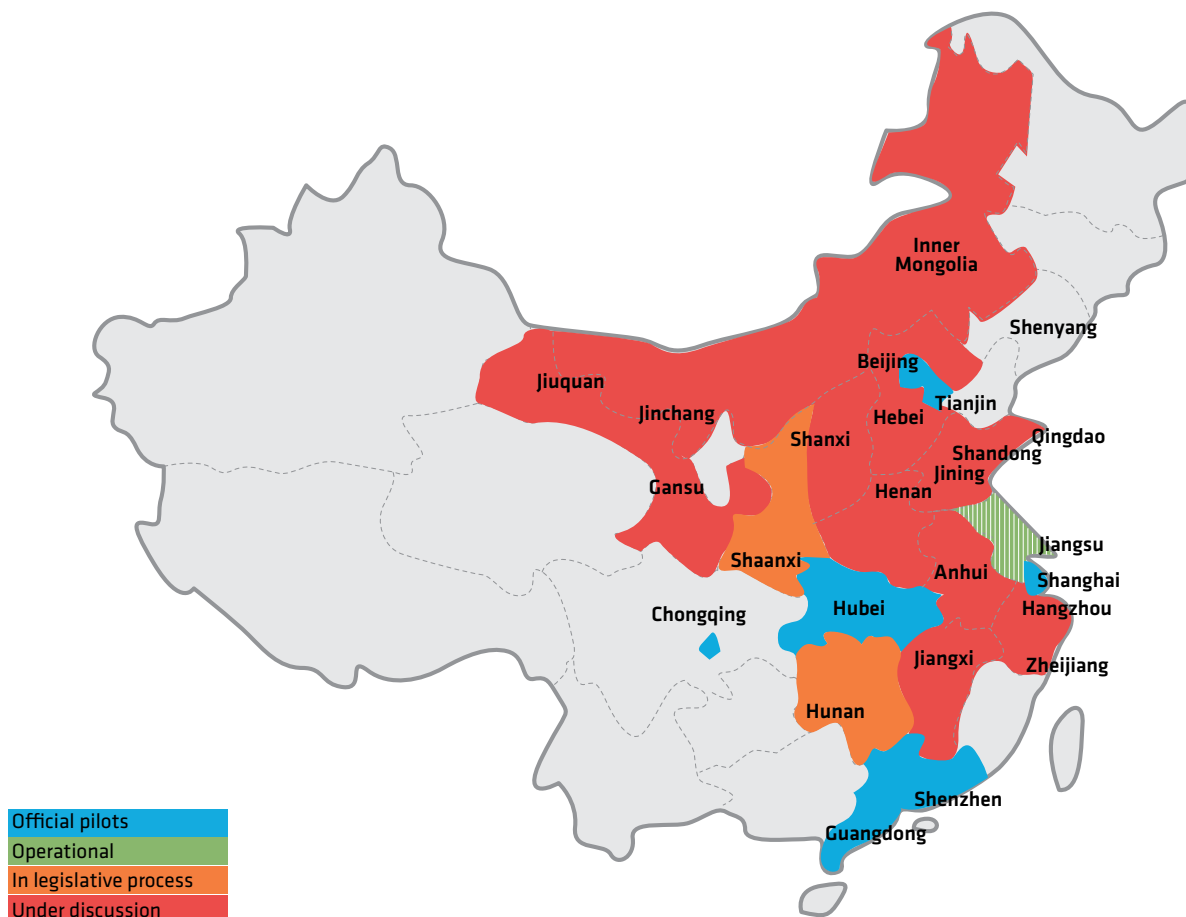 Inner
Mongolia
Shenyang
Beijing
Jiuquan
Tianjin
Jinchang
Hebei
Shanxi
Qingdao
Shandong
Jining
Gansu
Henan
Jiangsu
Shaanxi
Anhui
Shanghai
Chongqing
Hubei
Hangzhou
Jiangxi
Zheijiang
Hunan
Shenzhen
Guangdong
Official pilots
Operational
In legislative process
Under discussion